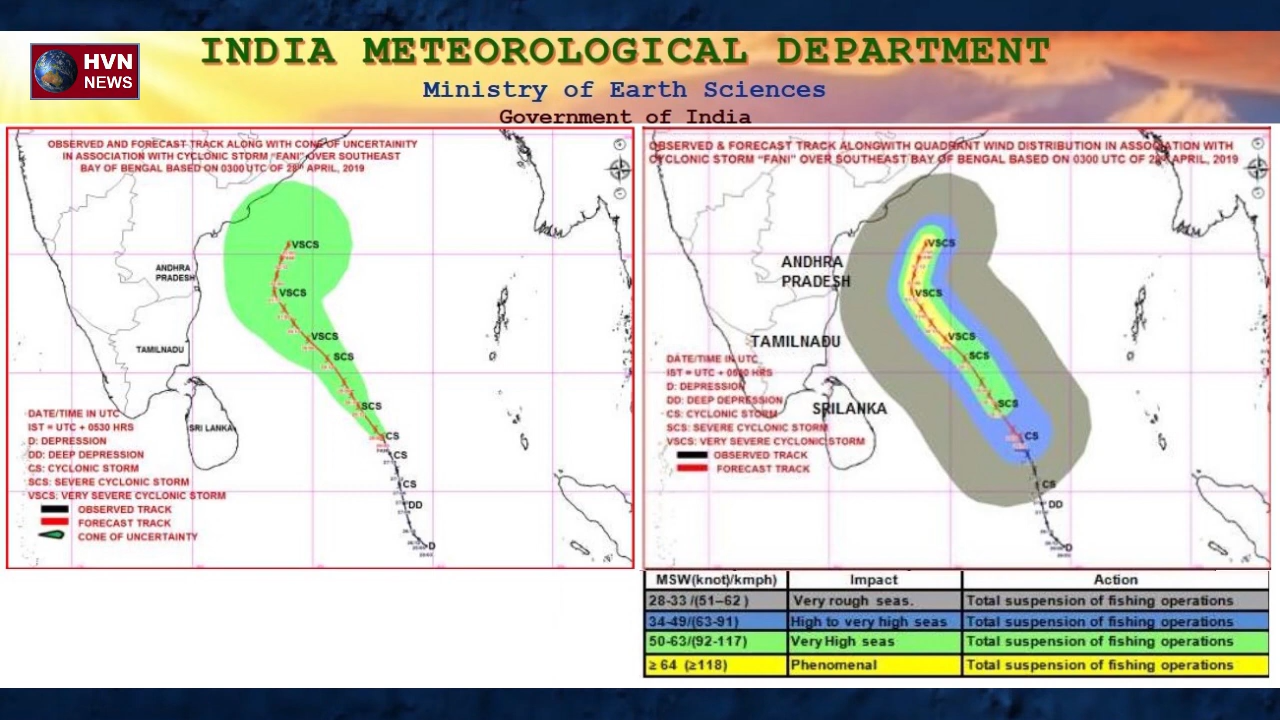 INDIA METEOROLOGICAL DEPARTMENT
Ministry of Earth Sciences
Government of India
HVN
NEWS
OBSERVED AND FORECAST TRACK ALONG WITH CONE OF UNCERTAINITY
IN ASSOCIATION WITH CYCLONIC STORM “FANI” OVER SOUTHEAST
BAY OF BENGAL BASED ON 0300 UTC OF 28th APRIL, 2019
VSCS
ANDHRA
PRADESH
VSCS
VSCS
TAMILNADU
SCS
SCS
SRI LANKA
CS
CS
CS
DD
D
DATE/TIME IN UTC
IST = UTC + 0530 HRS
D: DEPRESSION
DD: DEEP DEPRESSION
CS: CYCLONIC STORM
SCS: SEVERE CYCLONIC STORM
VSCS: VERY SEVERE CYCLONIC STORM
OBSERVED TRACK
FORECAST TRACK
CONE OF UNCERTAINTY
OBSERVED & FORECAST TRACK ALONGWITH QUADRANT WIND DISTRIBUTION IN ASSOCIATION WITH
CYCLONIC STORM “FANI” OVER SOUTHEAST BAY OF BENGAL BASED ON 0300 UTC OF 28th APRIL, 2019
VSCS
ANDHRA
PRADESH
VSCS
TAMILNADU
VSCS
SCS
SRILANKA
SCS
CS
CS
DD
D
DATE/TIME IN UTC
IST = UTC + 0530 HRS
D: DEPRESSION
DD: DEEP DEPRESSION
CS: CYCLONIC STORM
SCS: SEVERE CYCLONIC STORM
VSCS: VERY SEVERE CYCLONIC STORM
OBSERVED TRACK
FORECAST TRACK
MSW(knot)/kmph) Impact Action
28-33 /(51–62 ) Very rough seas. Total suspension of fishing operations
34-49/(63-91) High to very high seas Total suspension of fishing operations
50-63/(92-117) Very High seas Total suspension of fishing operations
≥ 64 (≥118) Phenomenal Total suspension of fishing operations